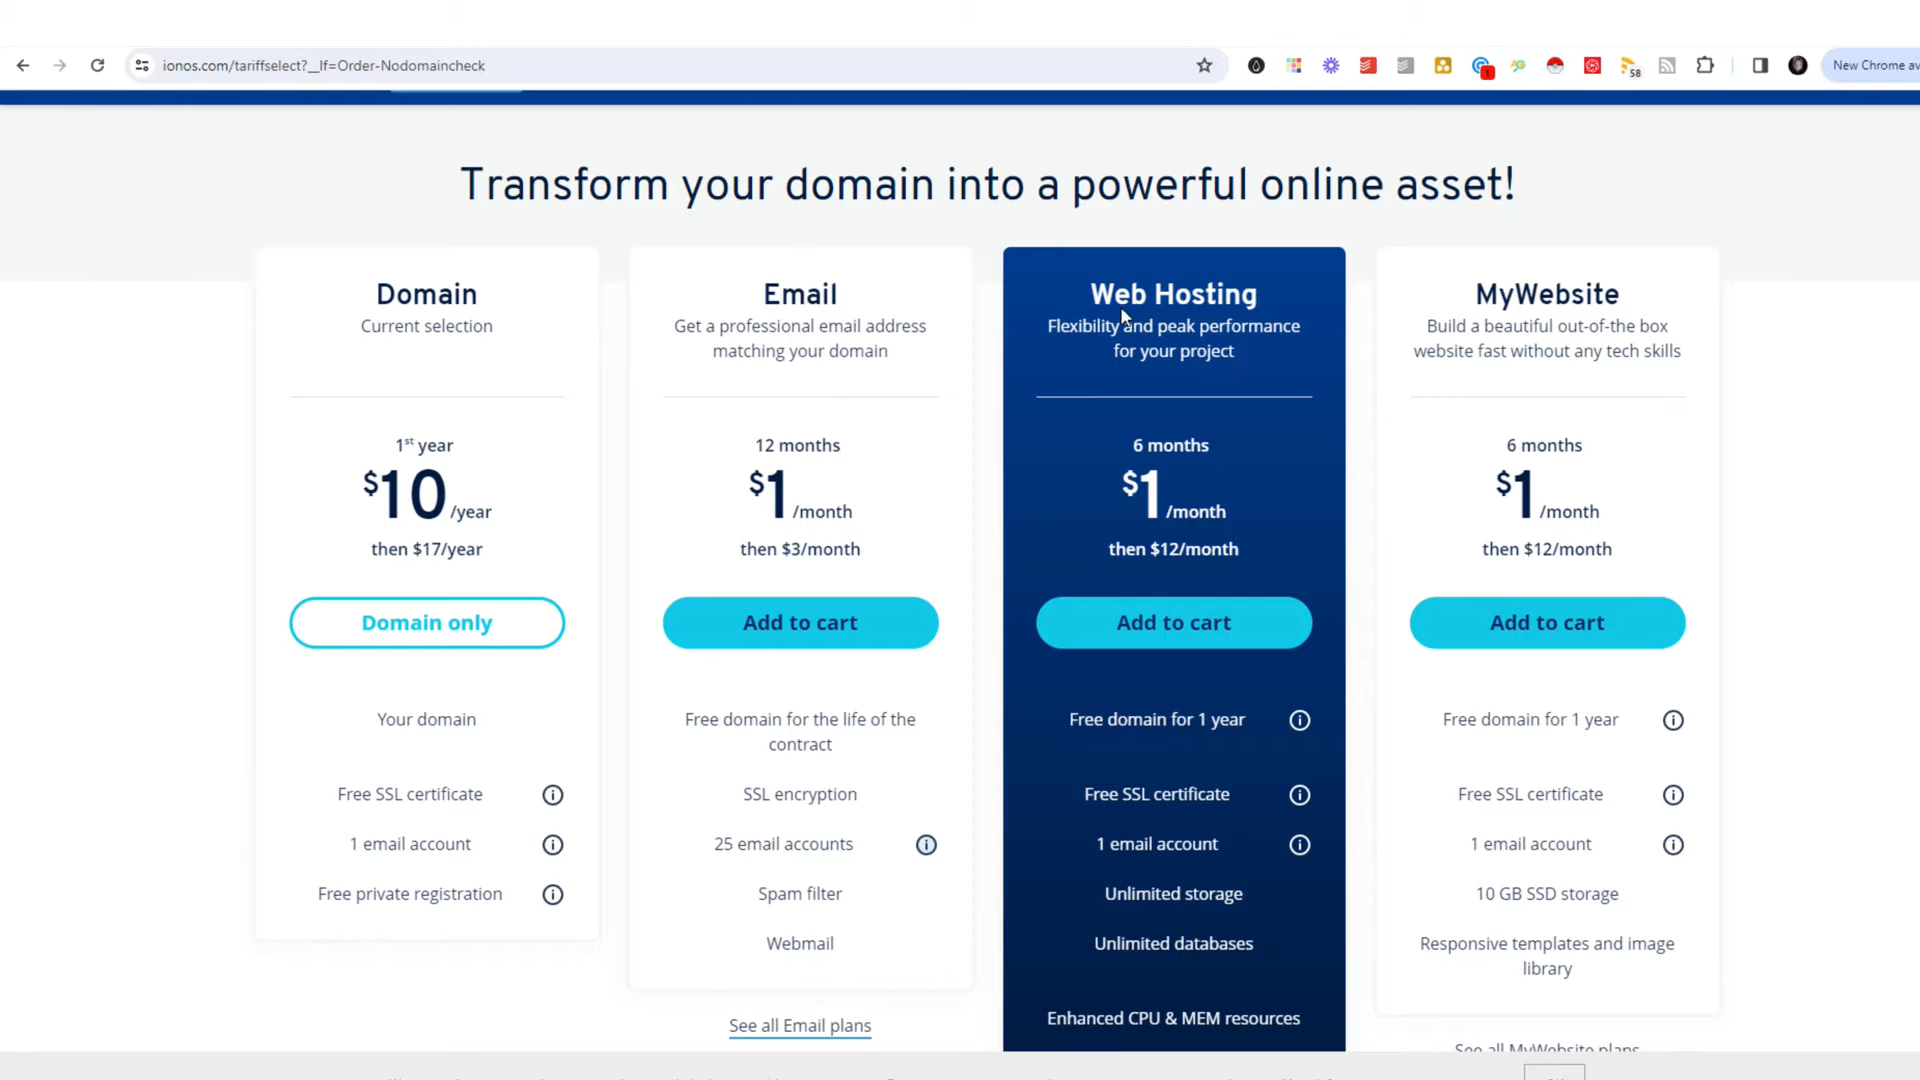 ionos.com/tariffselect?__lf=Order-Nodomaincheck
1
58
New Chrome av
Transform your domain into a powerful online asset!
Domain
Current selection
1st year
$10 /year
then $17/year
Domain only
Your domain
Free SSL certificate
1 email account
Free private registration
Email
Get a professional email address
matching your domain
12 months
$1 /month
then $3/month
Add to cart
Free domain for the life of the
contract
SSL encryption
25 email accounts
Spam filter
Webmail
See all Email plans
Web Hosting
Flexibility and peak performance
for your project
6 months
$1 /month
then $12/month
Add to cart
Free domain for 1 year
Free SSL certificate
1 email account
Unlimited storage
Unlimited databases
Enhanced CPU & MEM resources
MyWebsite
Build a beautiful out-of-the box
website fast without any tech skills
6 months
$1 /month
then $12/month
Add to cart
Free domain for 1 year
Free SSL certificate
1 email account
10 GB SSD storage
Responsive templates and image
library
See all MyWebsite plans